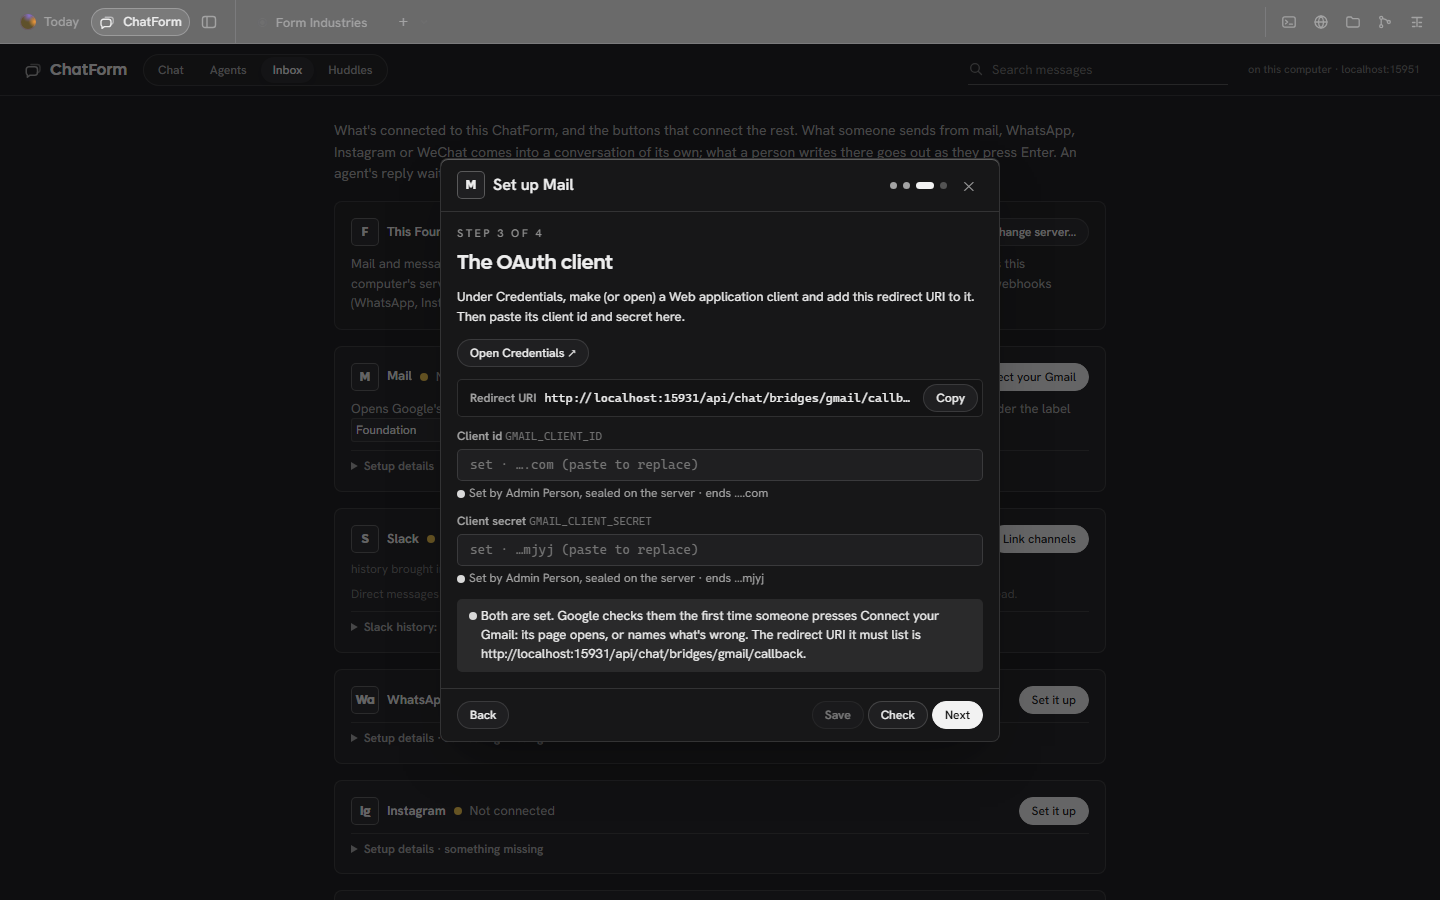 Today
ChatForm
Form Industries
+
ChatForm
Chat
Agents
Inbox
Huddles
Search messages
on this computer · localhost:15951
What's connected to this ChatForm, and the buttons that connect the rest. What someone sends from mail, WhatsApp,
Instagram or WeChat comes into a conversation of its own; what a person writes there goes out as they press Enter. An
agent's reply wai
M
Set up Mail
STEP 3 OF 4
The OAuth client
Under Credentials, make (or open) a Web application client and add this redirect URI to it.
Then paste its client id and secret here.
Open Credentials ↗
Redirect URI http://localhost:15931/api/chat/bridges/gmail/callb…
Copy
Client id GMAIL_CLIENT_ID
set · ….com (paste to replace)
Set by Admin Person, sealed on the server · ends ….com
Client secret GMAIL_CLIENT_SECRET
set · …mjyj (paste to replace)
Set by Admin Person, sealed on the server · ends …mjyj
Both are set. Google checks them the first time someone presses Connect your
Gmail: its page opens, or names what's wrong. The redirect URI it must list is
http://localhost:15931/api/chat/bridges/gmail/callback.
Back
Save
Check
Next
F
This Foun
hange server…
Mail and messa
this
computer's serv
webhooks
(WhatsApp, Inst
M
Mail
ct your Gmail
Opens Google's
der the label
Foundation
Setup details
S
Slack
Link channels
history brought i
Direct messages
ead.
Slack history:
Wa
WhatsAp
Set it up
Setup details ·
Ig
Instagram
Not connected
Set it up
Setup details · something missing